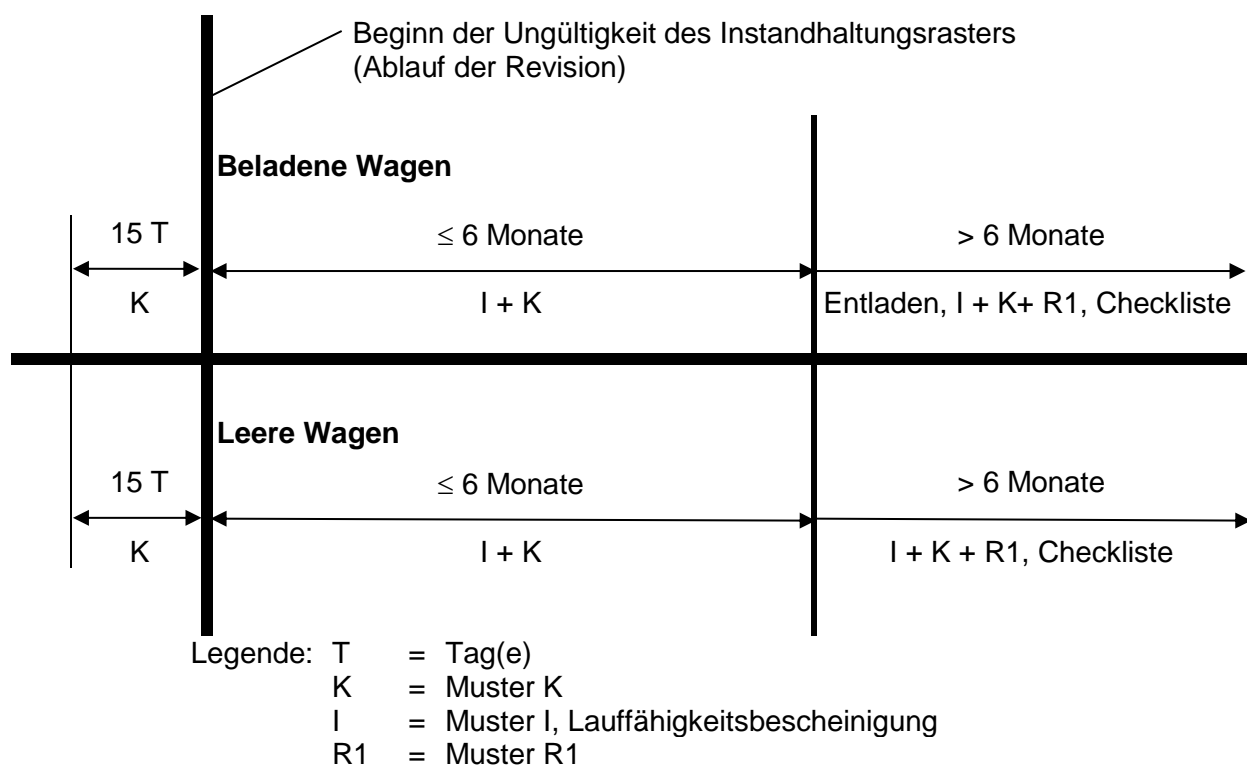 Beginn der Ungültigkeit des Instandhaltungsrasters
(Ablauf der Revision)
Beladene Wagen
15 T ≤ 6 Monate > 6 Monate
K I + K Entladen, I + K+ R1, Checkliste
Leere Wagen
15 T ≤ 6 Monate > 6 Monate
K I + K I + K + R1, Checkliste
Legende: T = Tag(e)
K = Muster K
I = Muster I, Lauffähigkeitsbescheinigung
R1 = Muster R1